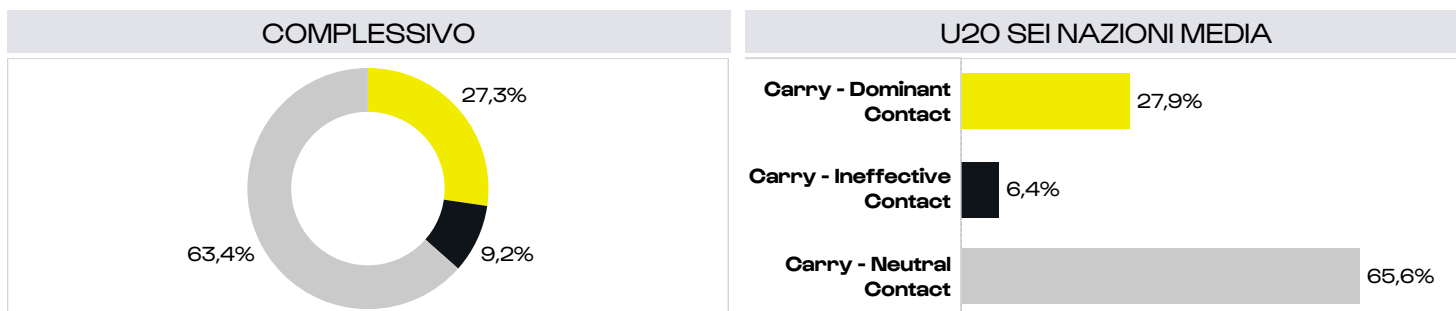 COMPLESSIVO
27,3%
9,2%
63,4%
U20 SEI NAZIONI MEDIA
Carry - Dominant
Contact
27,9%
Carry - Ineffective
Contact
6,4%
Carry - Neutral
Contact
65,6%